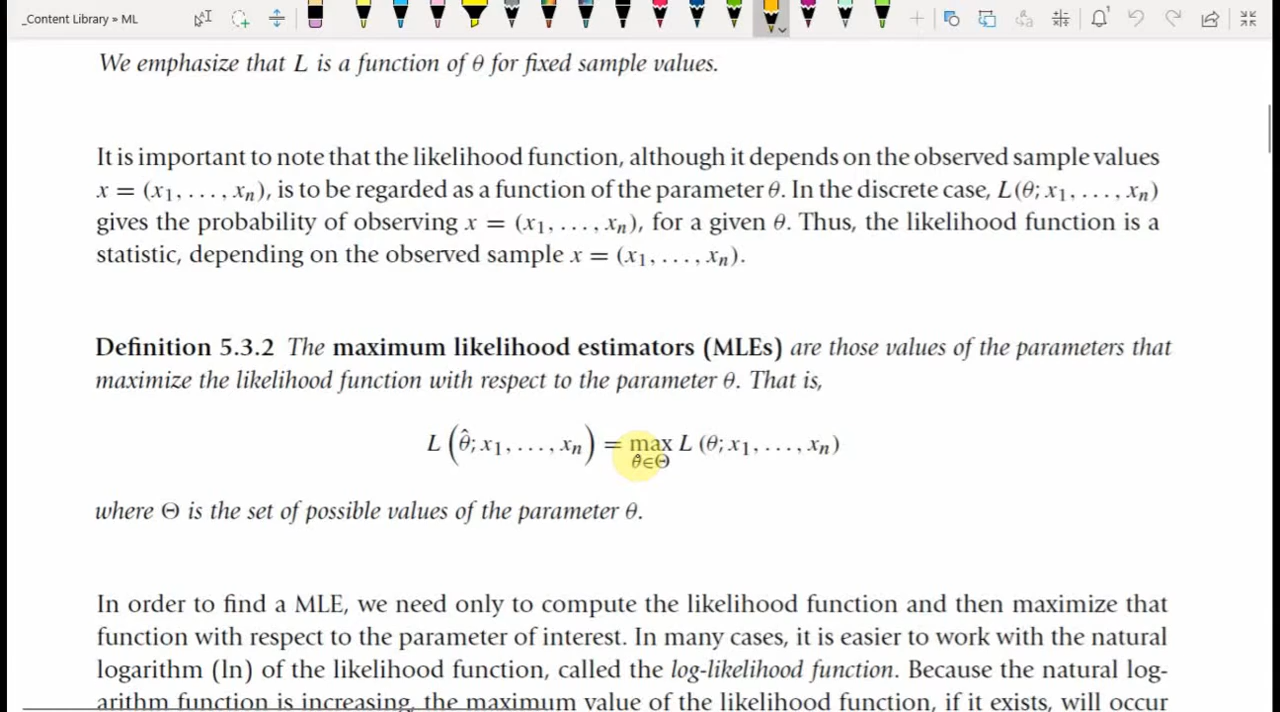 _Content Library » ML
We emphasize that L is a function of θ for fixed sample values.
It is important to note that the likelihood function, although it depends on the observed sample values
x = (x₁, . . . , xₙ), is to be regarded as a function of the parameter θ. In the discrete case, L(θ; x₁, . . . , xₙ)
gives the probability of observing x = (x₁, . . . , xₙ), for a given θ. Thus, the likelihood function is a
statistic, depending on the observed sample x = (x₁, . . . , xₙ).
Definition 5.3.2 The maximum likelihood estimators (MLEs) are those values of the parameters that
maximize the likelihood function with respect to the parameter θ. That is,
L (θ̂; x₁, . . . , xₙ) = max L (θ; x₁, . . . , xₙ)
θ∈Θ
where Θ is the set of possible values of the parameter θ.
In order to find a MLE, we need only to compute the likelihood function and then maximize that
function with respect to the parameter of interest. In many cases, it is easier to work with the natural
logarithm (ln) of the likelihood function, called the log-likelihood function. Because the natural log-
arithm function is increasing, the maximum value of the likelihood function, if it exists, will occur